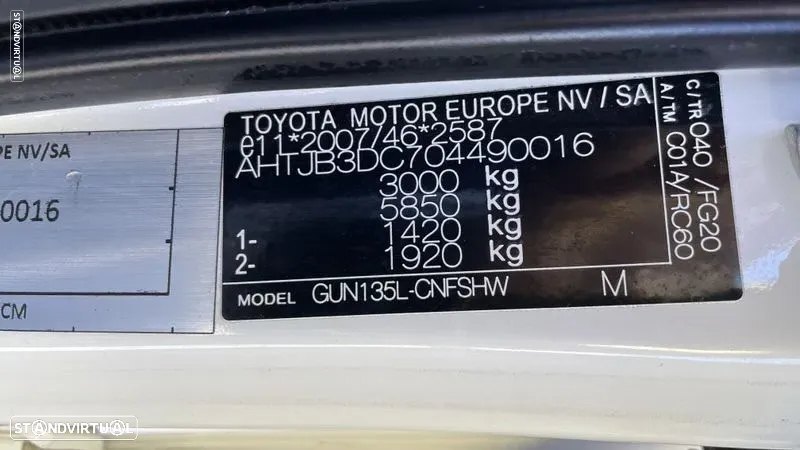 STANDVIRTUAL
PE NV/SA
0016
CM
TOYOTA MOTOR EUROPE NV / SA
e11*2007/46*2587
AHTJB3DC704490016
3000 kg
5850 kg
1- 1420 kg
2- 1920 kg
MODEL GUN135L-CNFSHW M
C/TR 040 /FG20
A/TM C01A/RC60
STANDVIRTUAL